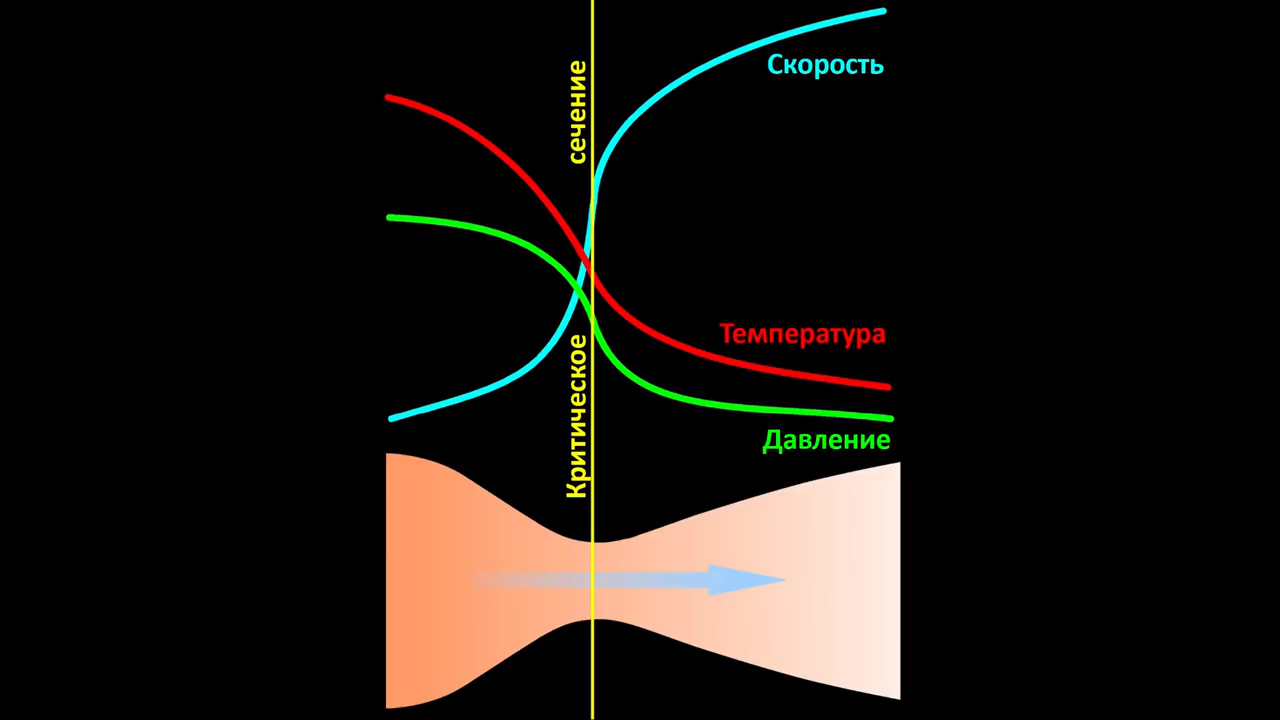 Скорость
Критическое сечение
Температура
Давление